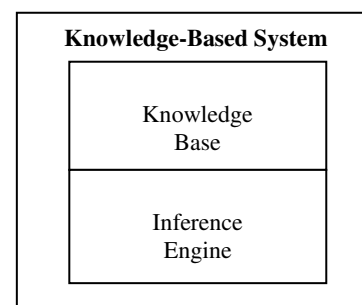 Knowledge-Based System
Knowledge
Base
Inference
Engine